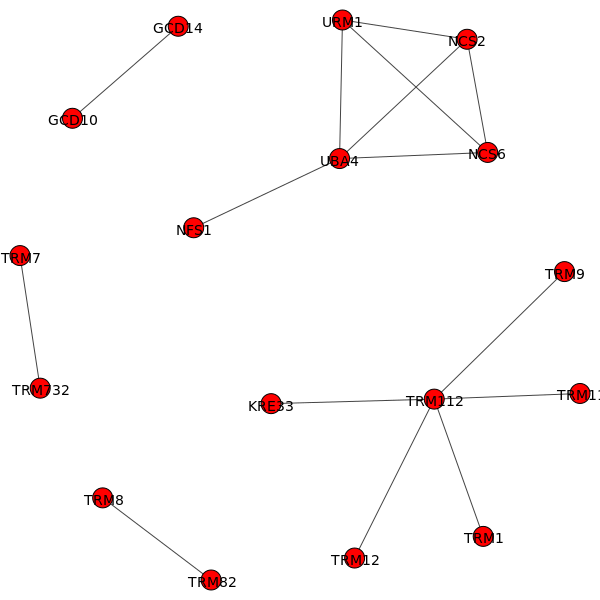 URM1
GCD14
NCS2
GCD10
NCS6
UBA4
NFS1
TRM7
TRM9
TRM732
TRM11
TRM112
KRE33
TRM8
TRM1
TRM12
TRM82